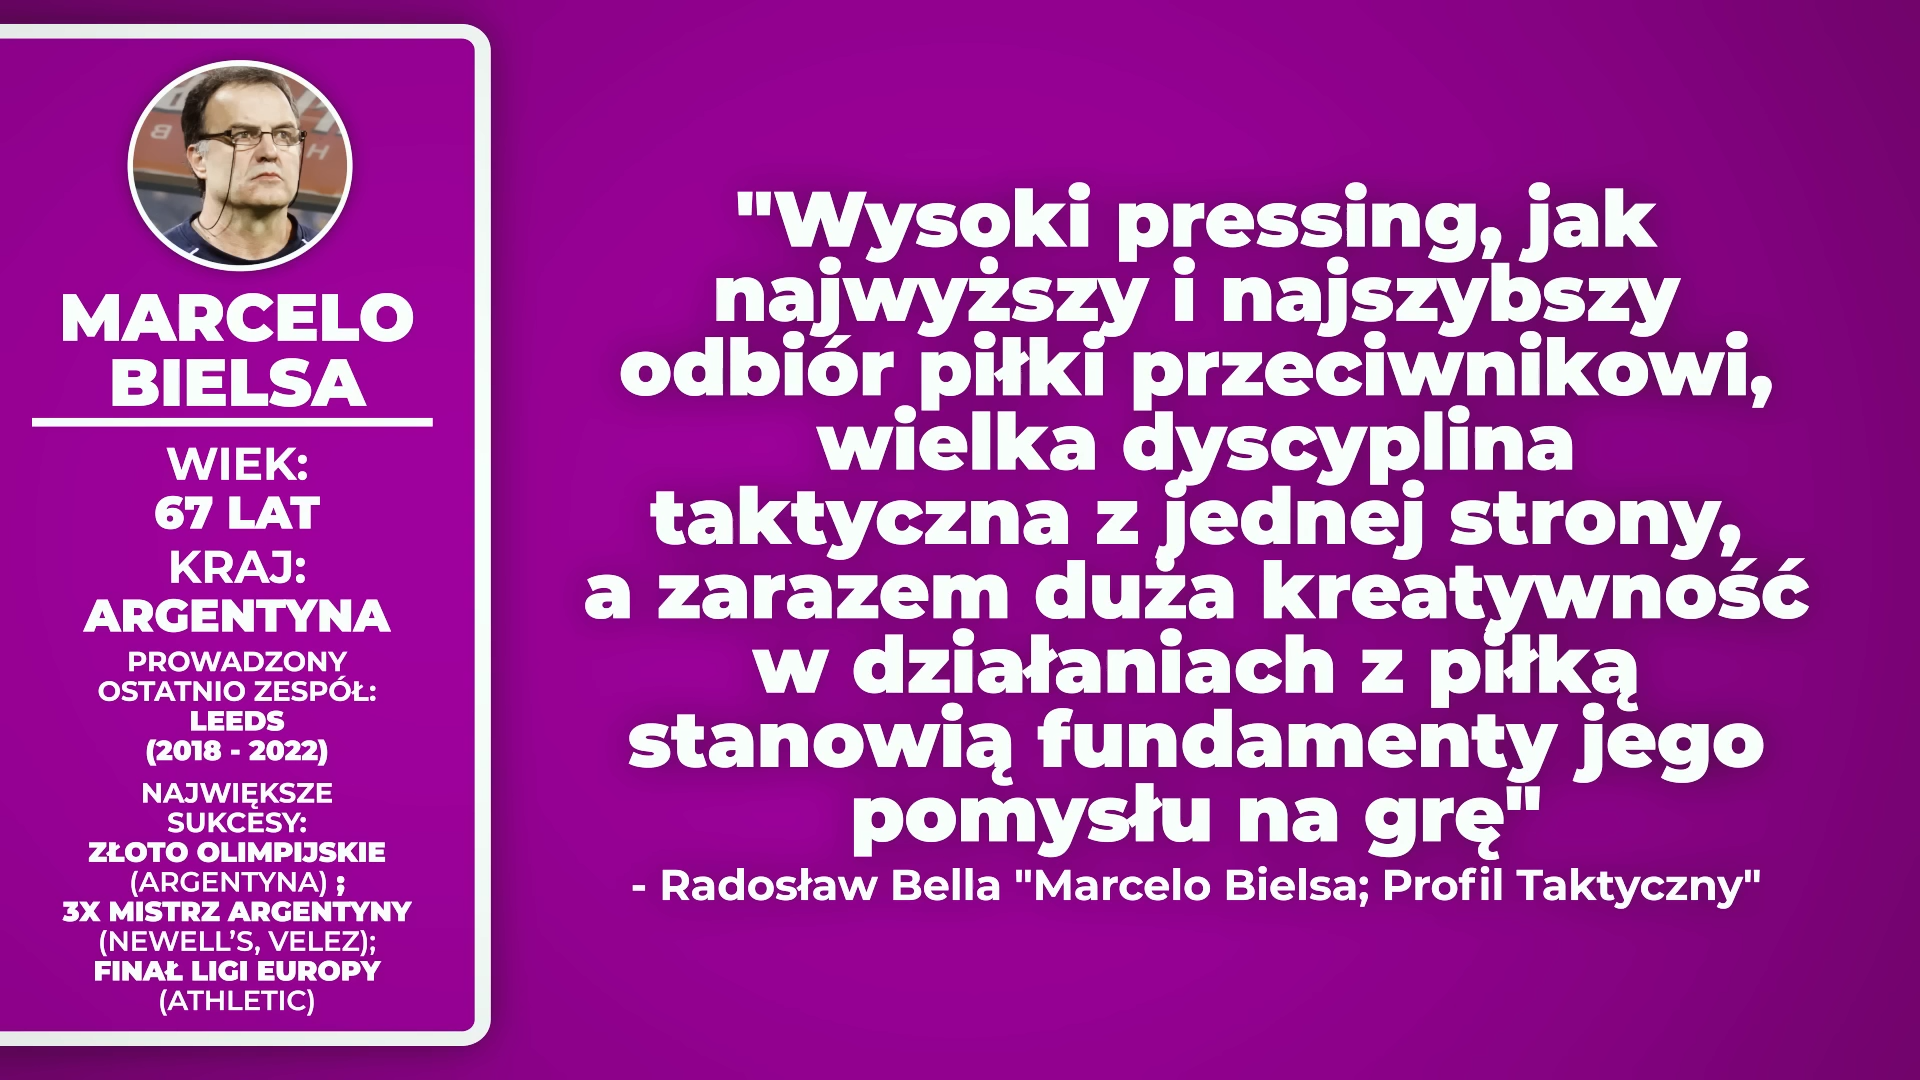 MARCELO
BIELSA
WIEK:
67 LAT
KRAJ:
ARGENTYNA
PROWADZONY
OSTATNIO ZESPÓŁ:
LEEDS
(2018 - 2022)
NAJWIĘKSZE
SUKCESY:
ZŁOTO OLIMPIJSKIE
(ARGENTYNA) ;
3X MISTRZ ARGENTYNY
(NEWELL'S, VELEZ);
FINAŁ LIGI EUROPY
(ATHLETIC)
"Wysoki pressing, jak
najwyższy i najszybszy
odbiór piłki przeciwnikowi,
wielka dyscyplina
taktyczna z jednej strony,
a zarazem duża kreatywność
w działaniach z piłką
stanowią fundamenty jego
pomysłu na grę"
- Radosław Bella "Marcelo Bielsa; Profil Taktyczny"